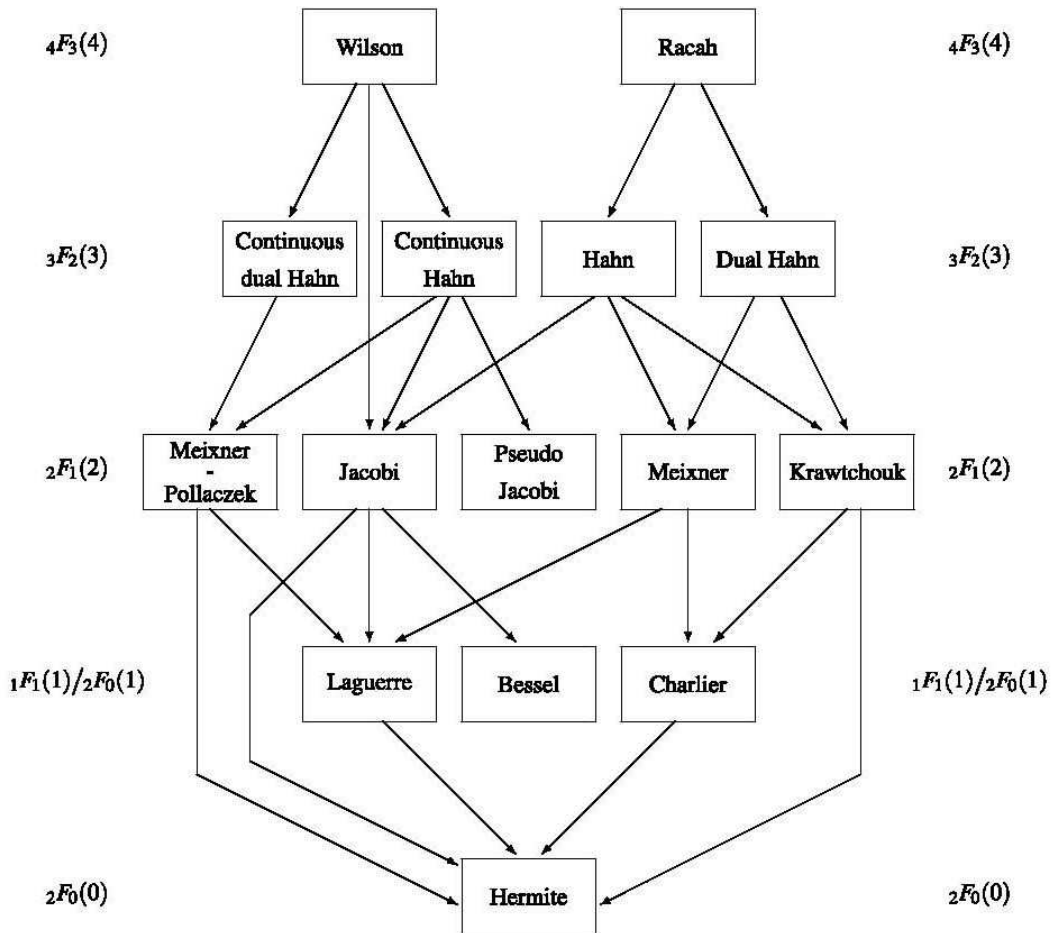 ₄F₃(4)
Wilson
Racah
₄F₃(4)
₃F₂(3)
Continuous
dual Hahn
Continuous
Hahn
Hahn
Dual Hahn
₃F₂(3)
₂F₁(2)
Meixner
-
Pollaczek
Jacobi
Pseudo
Jacobi
Meixner
Krawtchouk
₂F₁(2)
₁F₁(1)/₂F₀(1)
Laguerre
Bessel
Charlier
₁F₁(1)/₂F₀(1)
₂F₀(0)
Hermite
₂F₀(0)